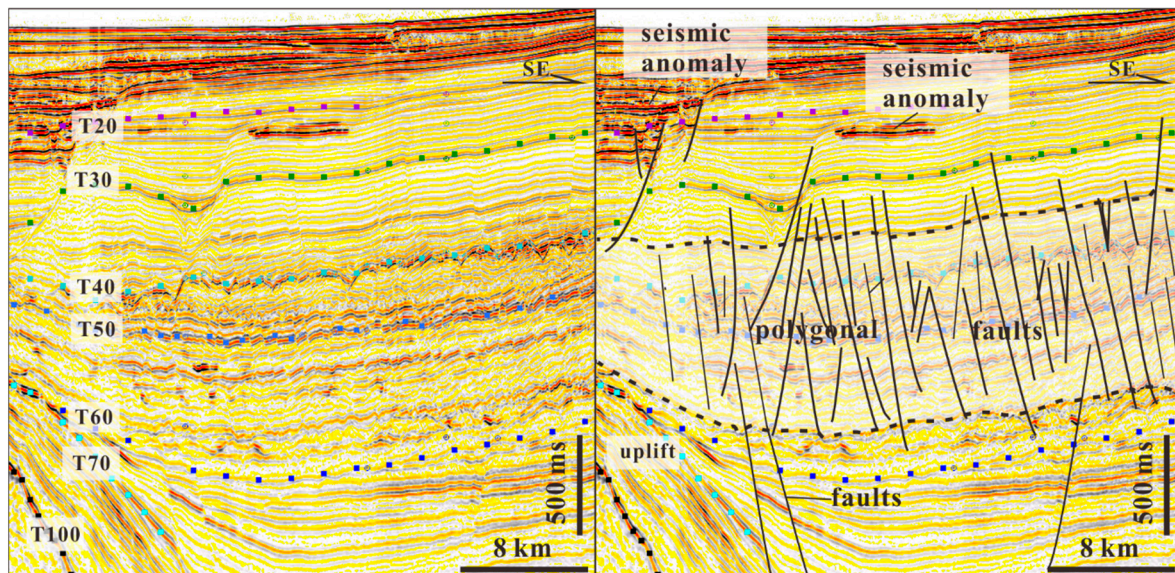 SE
T20
T30
T40
T50
T60
T70
T100
500 ms
8 km
seismic
anomaly
seismic
anomaly
SE
polygonal faults
uplift
faults
500 ms
8 km